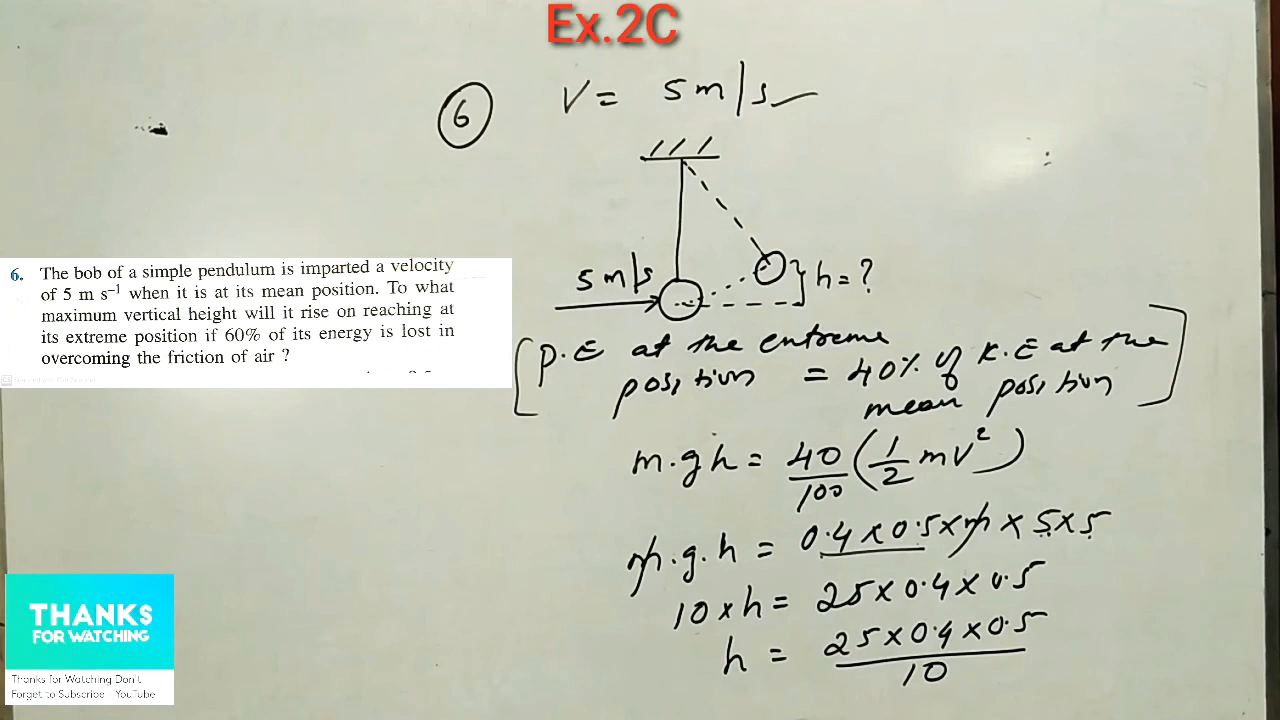 Ex.2C
6
V = 5m/s
5m/s
h = ?
6. The bob of a simple pendulum is imparted a velocity
of 5 m s⁻¹ when it is at its mean position. To what
maximum vertical height will it rise on reaching at
its extreme position if 60% of its energy is lost in
overcoming the friction of air ?
[P.E at the extreme
position = 40% of K.E at the
mean position]
m.gh = 40/100 (1/2 mv²)
m.g.h = 0.4 x 0.5 x m x 5 x 5
10 x h = 25 x 0.4 x 0.5
h = 25 x 0.4 x 0.5 / 10
THANKS
FOR WATCHING
Thanks for Watching Don't
Forget to Subscribe - YouTube